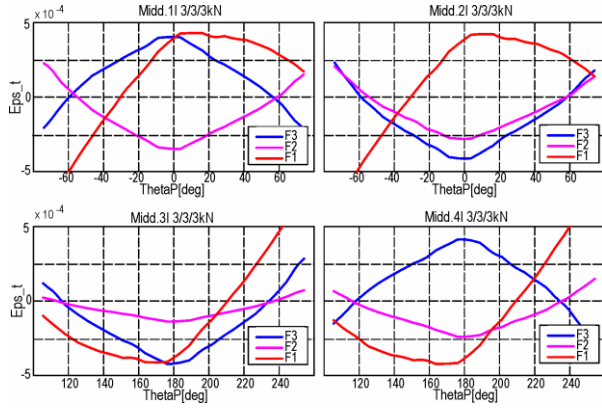 Midd.1l 3/3/3kN
Midd.2l 3/3/3kN
5 x 10⁻⁴
Eps_t
0
-5
F3
F2
F1
F3
F2
F1
-60 -40 -20 0 20 40 60
-60 -40 -20 0 20 40 60
ThetaP[deg]
ThetaP[deg]
Midd.3l 3/3/3kN
Midd.4l 3/3/3kN
5 x 10⁻⁴
Eps_t
0
-5
F3
F2
F1
F3
F2
F1
120 140 160 180 200 220 240
120 140 160 180 200 220 240
ThetaP[deg]
ThetaP[deg]